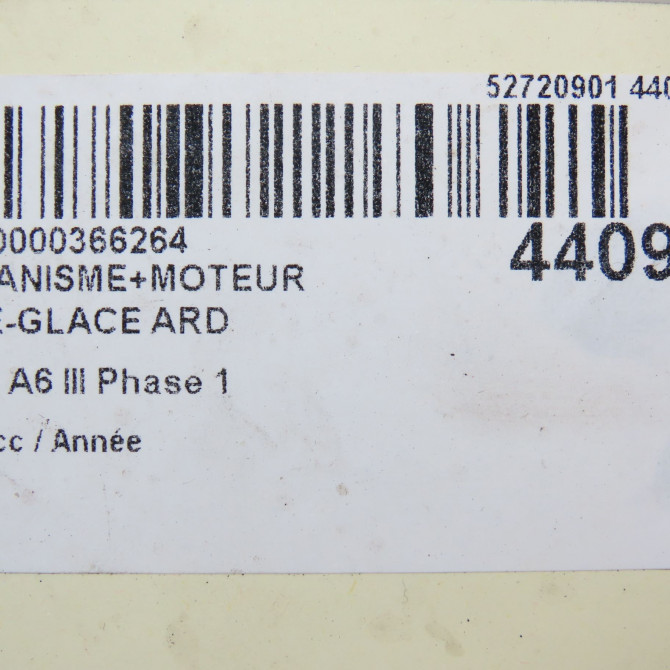 52720901 440
0000366264
4409
ANISME+MOTEUR
E-GLACE ARD
A6 III Phase 1
cc / Année